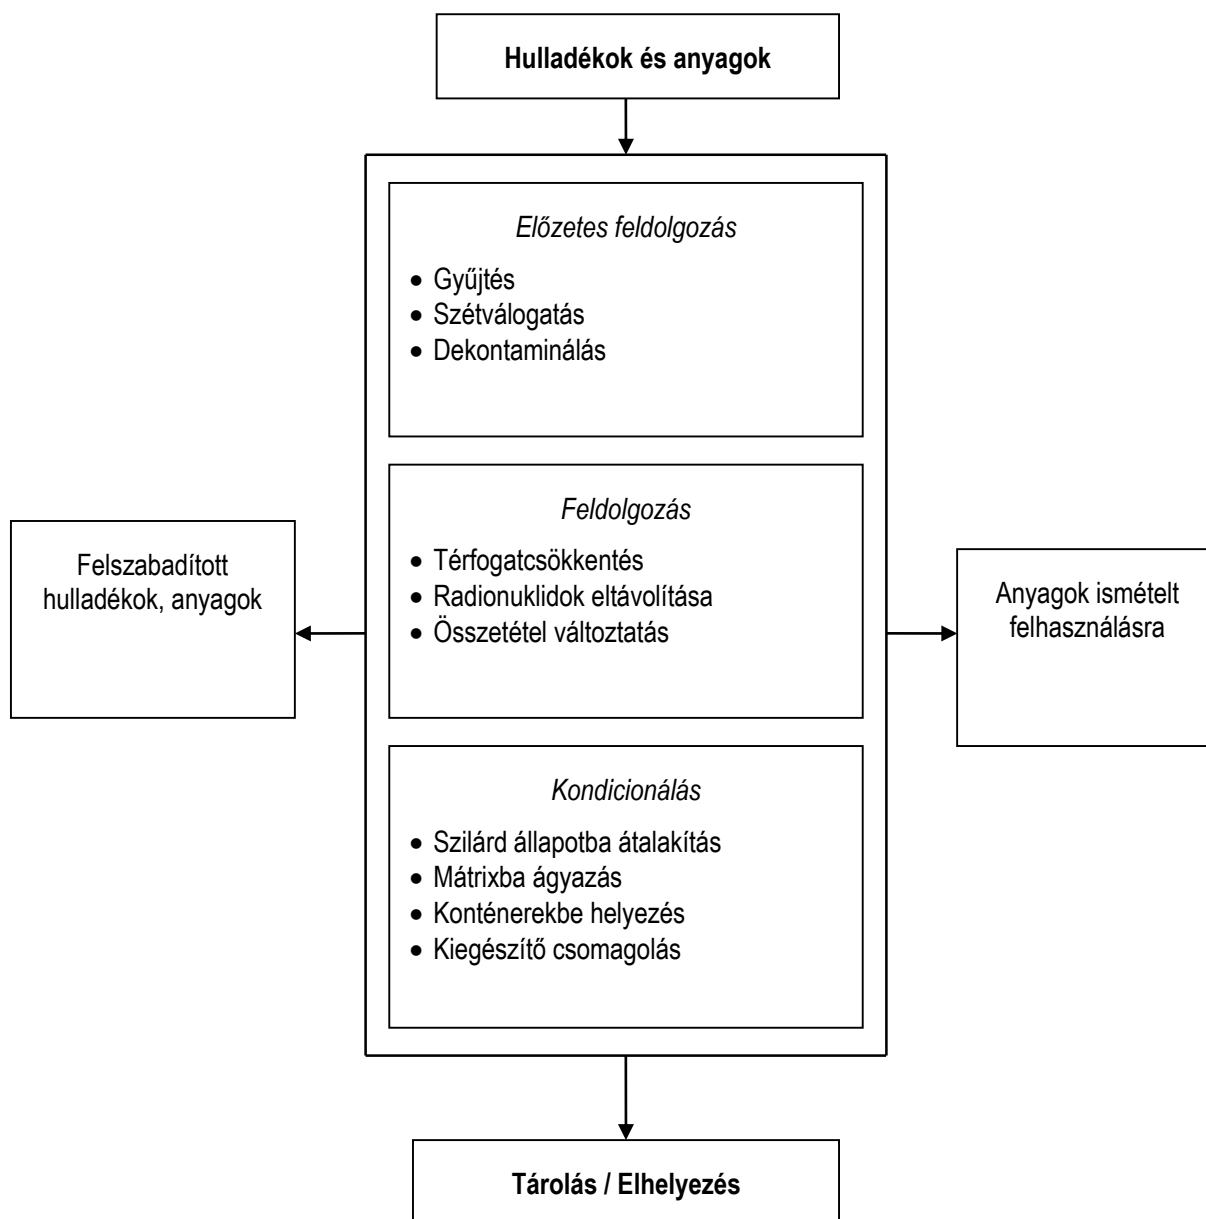 Hulladékok és anyagok
Előzetes feldolgozás
• Gyűjtés
• Szétválogatás
• Dekontaminálás
Feldolgozás
• Térfogatcsökkentés
• Radionuklidok eltávolítása
• Összetétel változtatás
Felszabadított
hulladékok, anyagok
Anyagok ismételt
felhasználásra
Kondicionálás
• Szilárd állapotba átalakítás
• Mátrixba ágyazás
• Konténerekbe helyezés
• Kiegészítő csomagolás
Tárolás / Elhelyezés